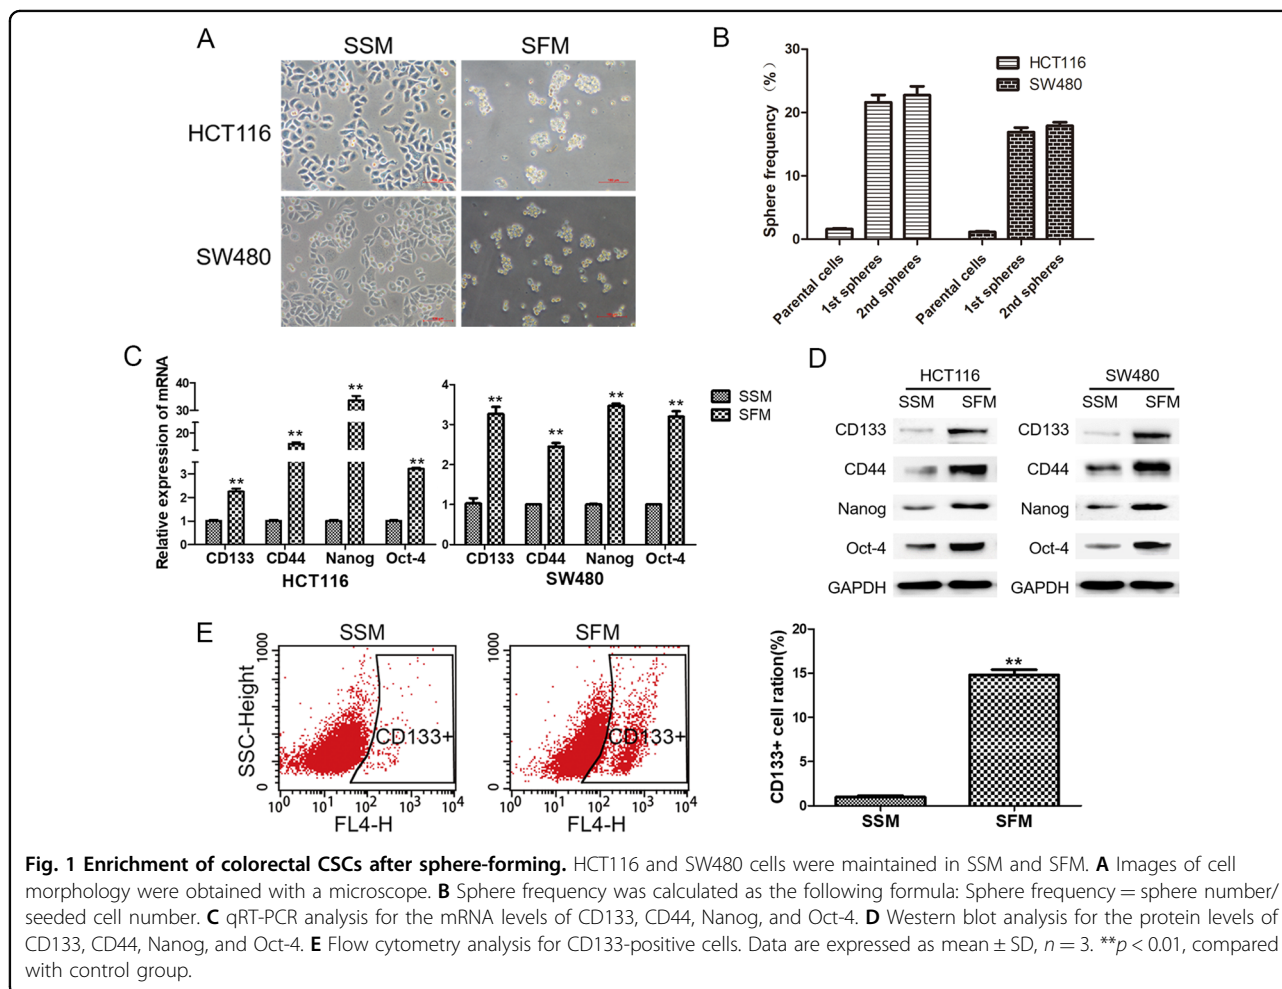 A
SSM
SFM
HCT116
SW480
B
Sphere frequency (%)
30
20
10
0
HCT116
SW480
Parental cells
1st spheres
2nd spheres
Parental cells
1st spheres
2nd spheres
C
Relative expression of mRNA
40
30
20
10
3
2
1
0
**
**
**
**
CD133 CD44 Nanog Oct-4
HCT116
4
3
2
1
0
**
**
**
**
CD133 CD44 Nanog Oct-4
SW480
SSM
SFM
D
HCT116
SSM SFM
CD133
CD44
Nanog
Oct-4
GAPDH
SW480
SSM SFM
CD133
CD44
Nanog
Oct-4
GAPDH
E
SSM
SSC-Height
1000
0
CD133+
10⁰ 10¹ 10² 10³ 10⁴
FL4-H
SFM
1000
0
CD133+
10⁰ 10¹ 10² 10³ 10⁴
FL4-H
CD133+ cell ration(%)
20
15
10
5
0
**
SSM SFM
Fig. 1 Enrichment of colorectal CSCs after sphere-forming. HCT116 and SW480 cells were maintained in SSM and SFM. A Images of cell
morphology were obtained with a microscope. B Sphere frequency was calculated as the following formula: Sphere frequency = sphere number/
seeded cell number. C qRT-PCR analysis for the mRNA levels of CD133, CD44, Nanog, and Oct-4. D Western blot analysis for the protein levels of
CD133, CD44, Nanog, and Oct-4. E Flow cytometry analysis for CD133-positive cells. Data are expressed as mean ± SD, n = 3. **p < 0.01, compared
with control group.